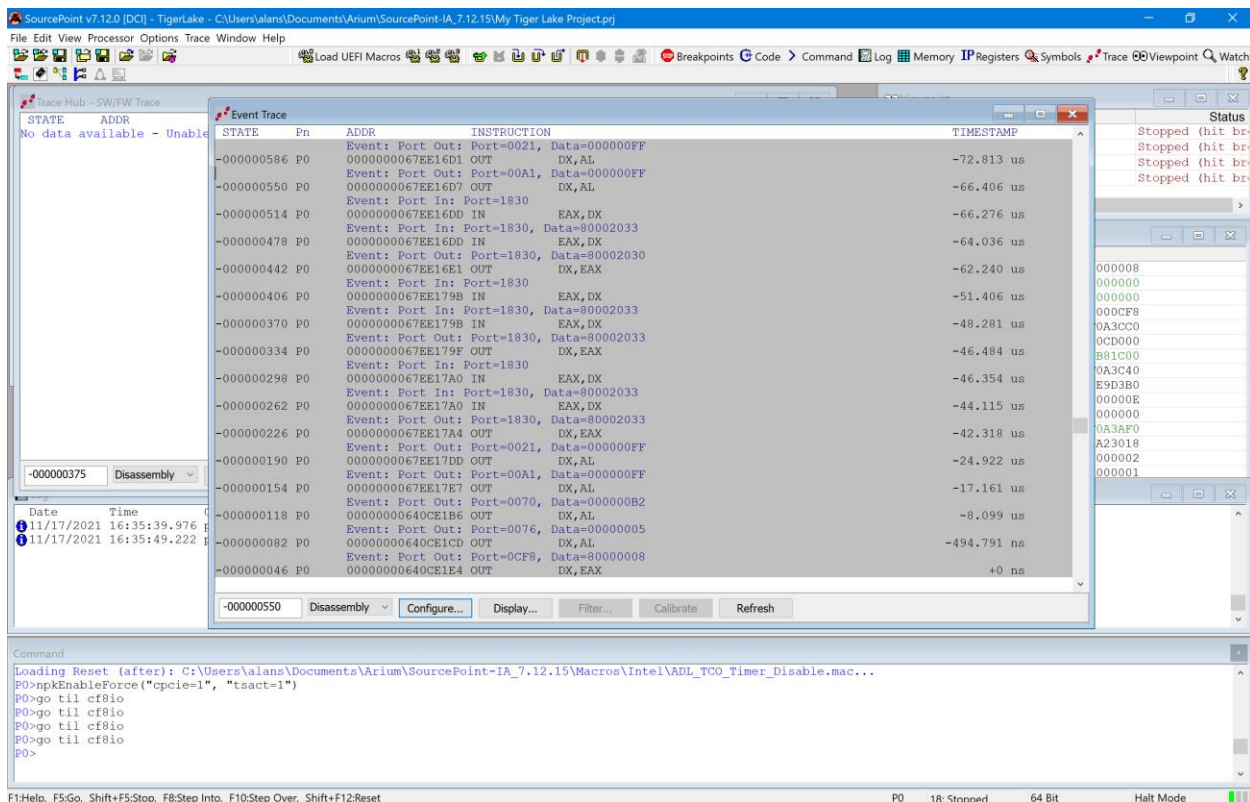 SourcePoint v7.12.0 [DCI] - TigerLake - C:\Users\alans\Documents\Arium\SourcePoint-IA_7.12.15\My Tiger Lake Project.prj
File Edit View Processor Options Trace Window Help
Load UEFI Macros Breakpoints Code Command Log Memory IP Registers Symbols Trace Viewpoint Watch
Trace Hub - SW/FW Trace
STATE ADDR
No data available - Unable
Status
Stopped (hit br
Stopped (hit br
Stopped (hit br
Stopped (hit br
Event Trace
STATE Pn ADDR INSTRUCTION TIMESTAMP
Event: Port Out: Port=0021, Data=000000FF
-000000586 P0 0000000067EE16D1 OUT DX,AL -72.813 us
Event: Port Out: Port=00A1, Data=000000FF
-000000550 P0 0000000067EE16D7 OUT DX,AL -66.406 us
Event: Port In: Port=1830
-000000514 P0 0000000067EE16DD IN EAX,DX -66.276 us
Event: Port In: Port=1830, Data=80002033
-000000478 P0 0000000067EE16DD IN EAX,DX -64.036 us
Event: Port Out: Port=1830, Data=80002030
-000000442 P0 0000000067EE16E1 OUT DX,EAX -62.240 us
Event: Port In: Port=1830
-000000406 P0 0000000067EE179B IN EAX,DX -51.406 us
Event: Port In: Port=1830, Data=80002033
-000000370 P0 0000000067EE179B IN EAX,DX -48.281 us
Event: Port Out: Port=1830, Data=80002033
-000000334 P0 0000000067EE179F OUT DX,EAX -46.484 us
Event: Port In: Port=1830
-000000298 P0 0000000067EE17A0 IN EAX,DX -46.354 us
Event: Port In: Port=1830, Data=80002033
-000000262 P0 0000000067EE17A0 IN EAX,DX -44.115 us
Event: Port Out: Port=1830, Data=80002033
-000000226 P0 0000000067EE17A4 OUT DX,EAX -42.318 us
Event: Port Out: Port=0021, Data=000000FF
-000000190 P0 0000000067EE17DD OUT DX,AL -24.922 us
Event: Port Out: Port=00A1, Data=000000FF
-000000154 P0 0000000067EE17E7 OUT DX,AL -17.161 us
Event: Port Out: Port=0070, Data=000000B2
-000000118 P0 00000000640CE1B6 OUT DX,AL -8.099 us
Event: Port Out: Port=0076, Data=00000005
-000000082 P0 00000000640CE1CD OUT DX,AL -494.791 ns
Event: Port Out: Port=0CF8, Data=80000008
-000000046 P0 00000000640CE1E4 OUT DX,EAX +0 ns
-000000550 Disassembly Configure... Display... Filter... Calibrate Refresh
000008
000000
000000
000CF8
0A3CC0
0CD000
B81C00
0A3C40
E9D3B0
00000E
000000
0A3AF0
A23018
000002
000001
-000000375 Disassembly
Date Time
11/17/2021 16:35:39.976
11/17/2021 16:35:49.222
Command
Loading Reset (after): C:\Users\alans\Documents\Arium\SourcePoint-IA_7.12.15\Macros\Intel\ADL_TCO_Timer_Disable.mac...
P0>npkEnableForce("cpcie=1", "tsact=1")
P0>go til cf8io
P0>go til cf8io
P0>go til cf8io
P0>go til cf8io
P0>
F1:Help, F5:Go, Shift+F5:Stop, F8:Step Into, F10:Step Over, Shift+F12:Reset P0 18: Stopped 64 Bit Halt Mode